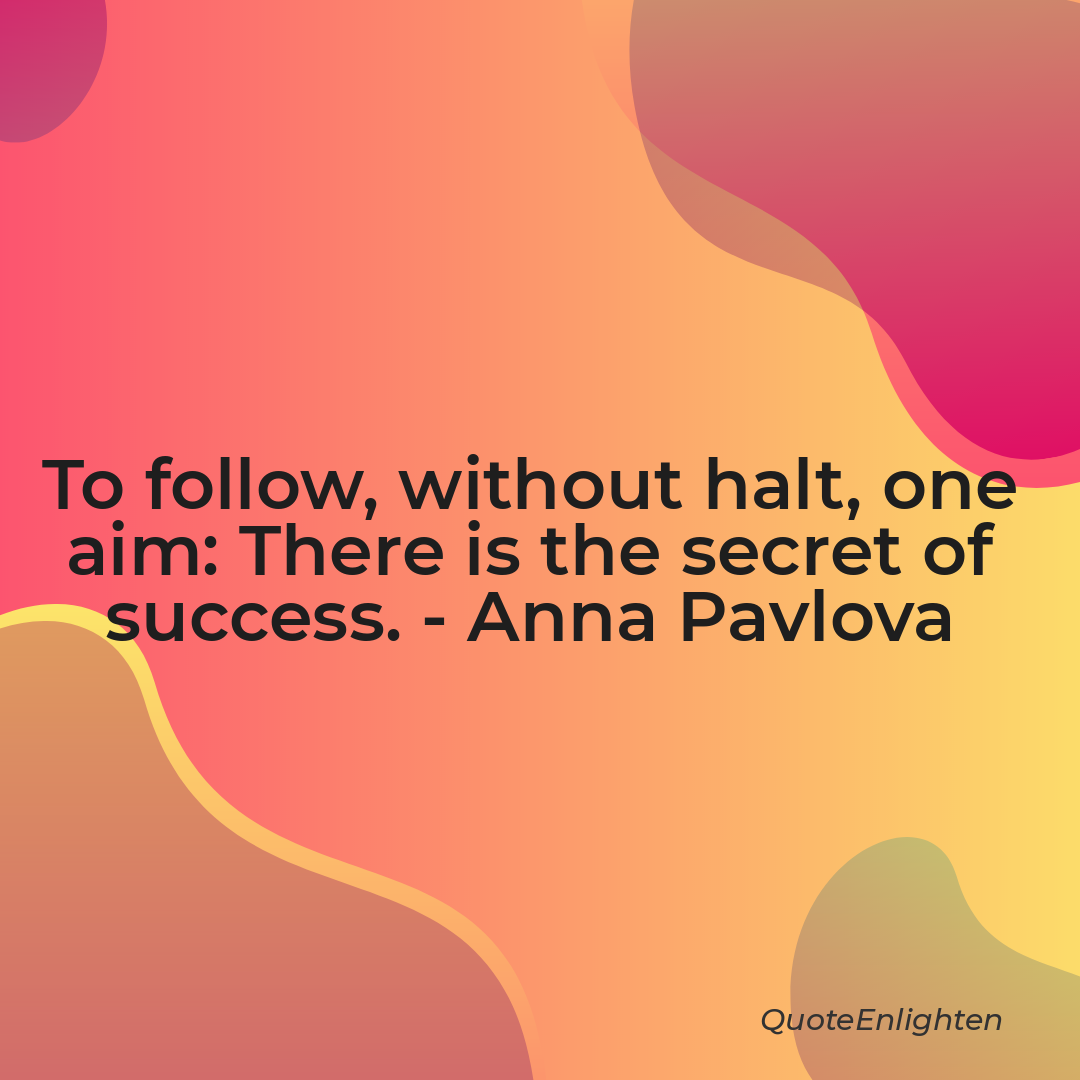 To follow, without halt, one
aim: There is the secret of
success. - Anna Pavlova
QuoteEnlighten